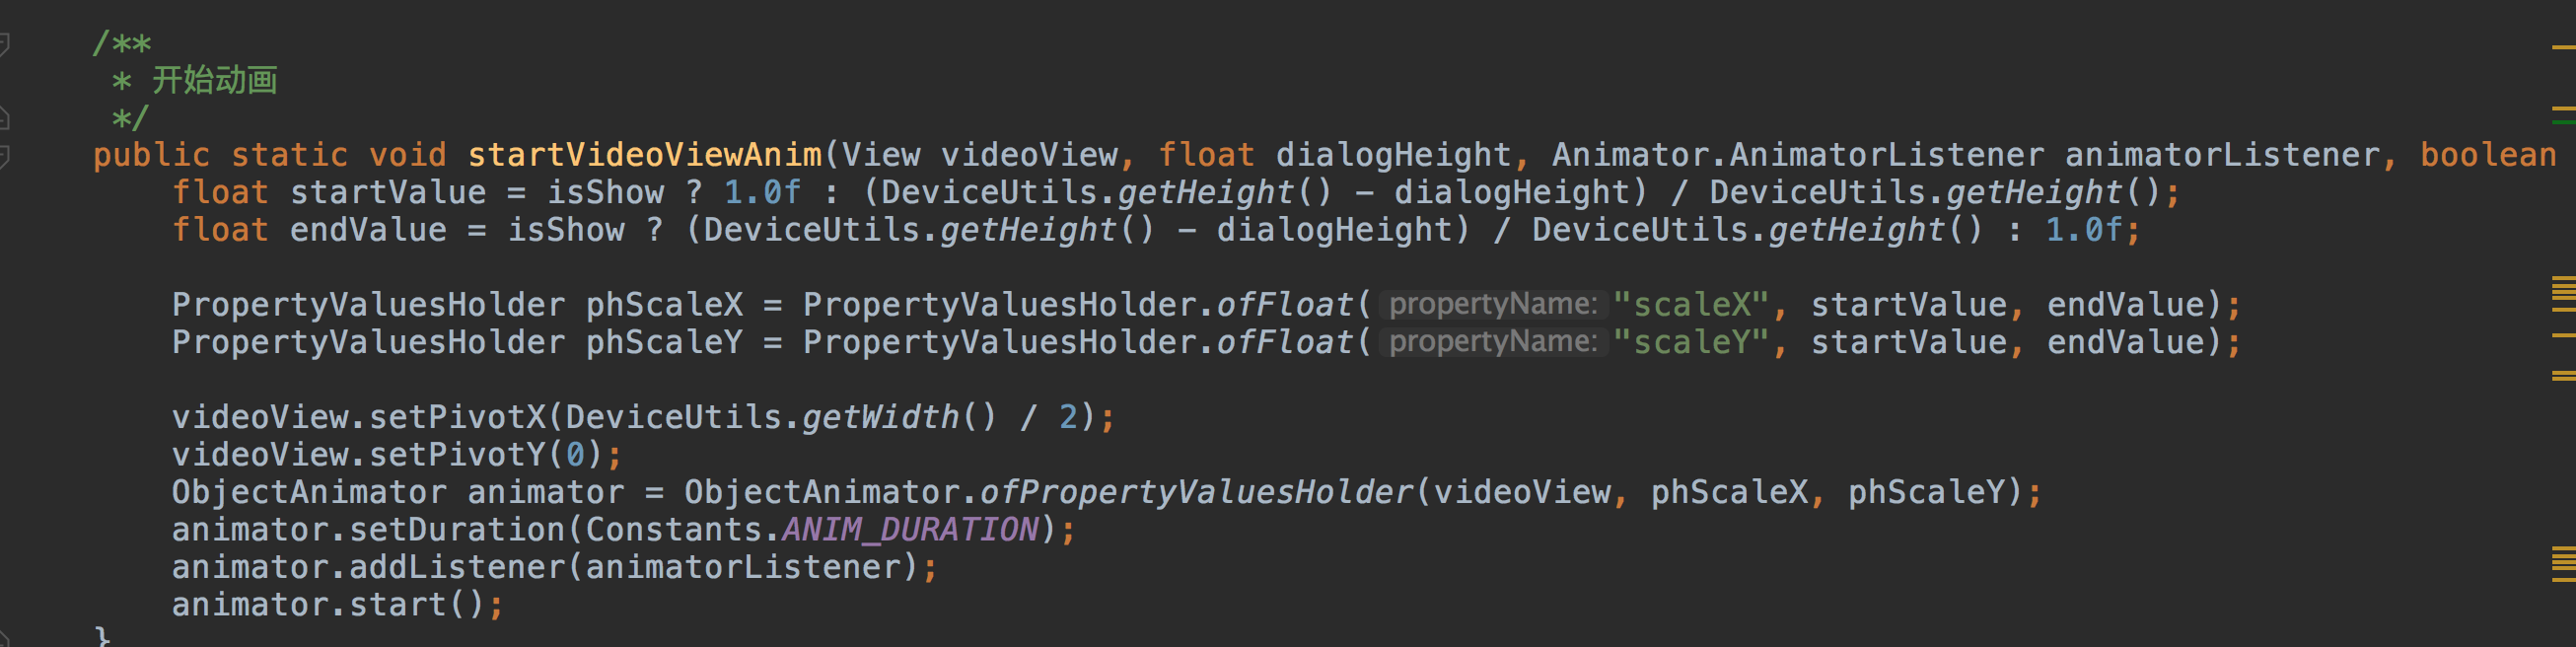 /**
* 开始动画
*/
public static void startVideoViewAnim(View videoView, float dialogHeight, Animator.AnimatorListener animatorListener, boolean
float startValue = isShow ? 1.0f : (DeviceUtils.getHeight() - dialogHeight) / DeviceUtils.getHeight();
float endValue = isShow ? (DeviceUtils.getHeight() - dialogHeight) / DeviceUtils.getHeight() : 1.0f;
PropertyValuesHolder phScaleX = PropertyValuesHolder.ofFloat( propertyName: "scaleX", startValue, endValue);
PropertyValuesHolder phScaleY = PropertyValuesHolder.ofFloat( propertyName: "scaleY", startValue, endValue);
videoView.setPivotX(DeviceUtils.getWidth() / 2);
videoView.setPivotY(0);
ObjectAnimator animator = ObjectAnimator.ofPropertyValuesHolder(videoView, phScaleX, phScaleY);
animator.setDuration(Constants.ANIM_DURATION);
animator.addListener(animatorListener);
animator.start();
}